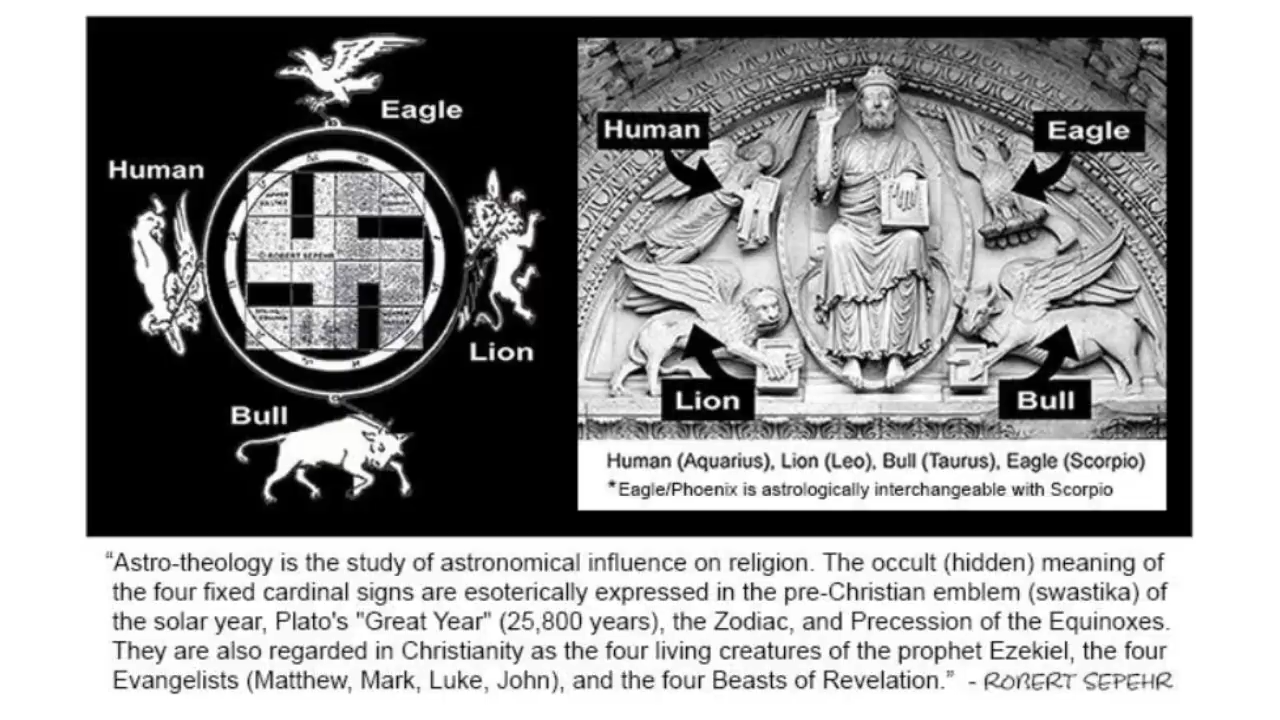 Eagle
Human
Lion
Bull
© ROBERT SEPEHR
Human
Eagle
Lion
Bull
Human (Aquarius), Lion (Leo), Bull (Taurus), Eagle (Scorpio)
*Eagle/Phoenix is astrologically interchangeable with Scorpio
“Astro-theology is the study of astronomical influence on religion. The occult (hidden) meaning of
the four fixed cardinal signs are esoterically expressed in the pre-Christian emblem (swastika) of
the solar year, Plato's "Great Year" (25,800 years), the Zodiac, and Precession of the Equinoxes.
They are also regarded in Christianity as the four living creatures of the prophet Ezekiel, the four
Evangelists (Matthew, Mark, Luke, John), and the four Beasts of Revelation.” - ROBERT SEPEHR